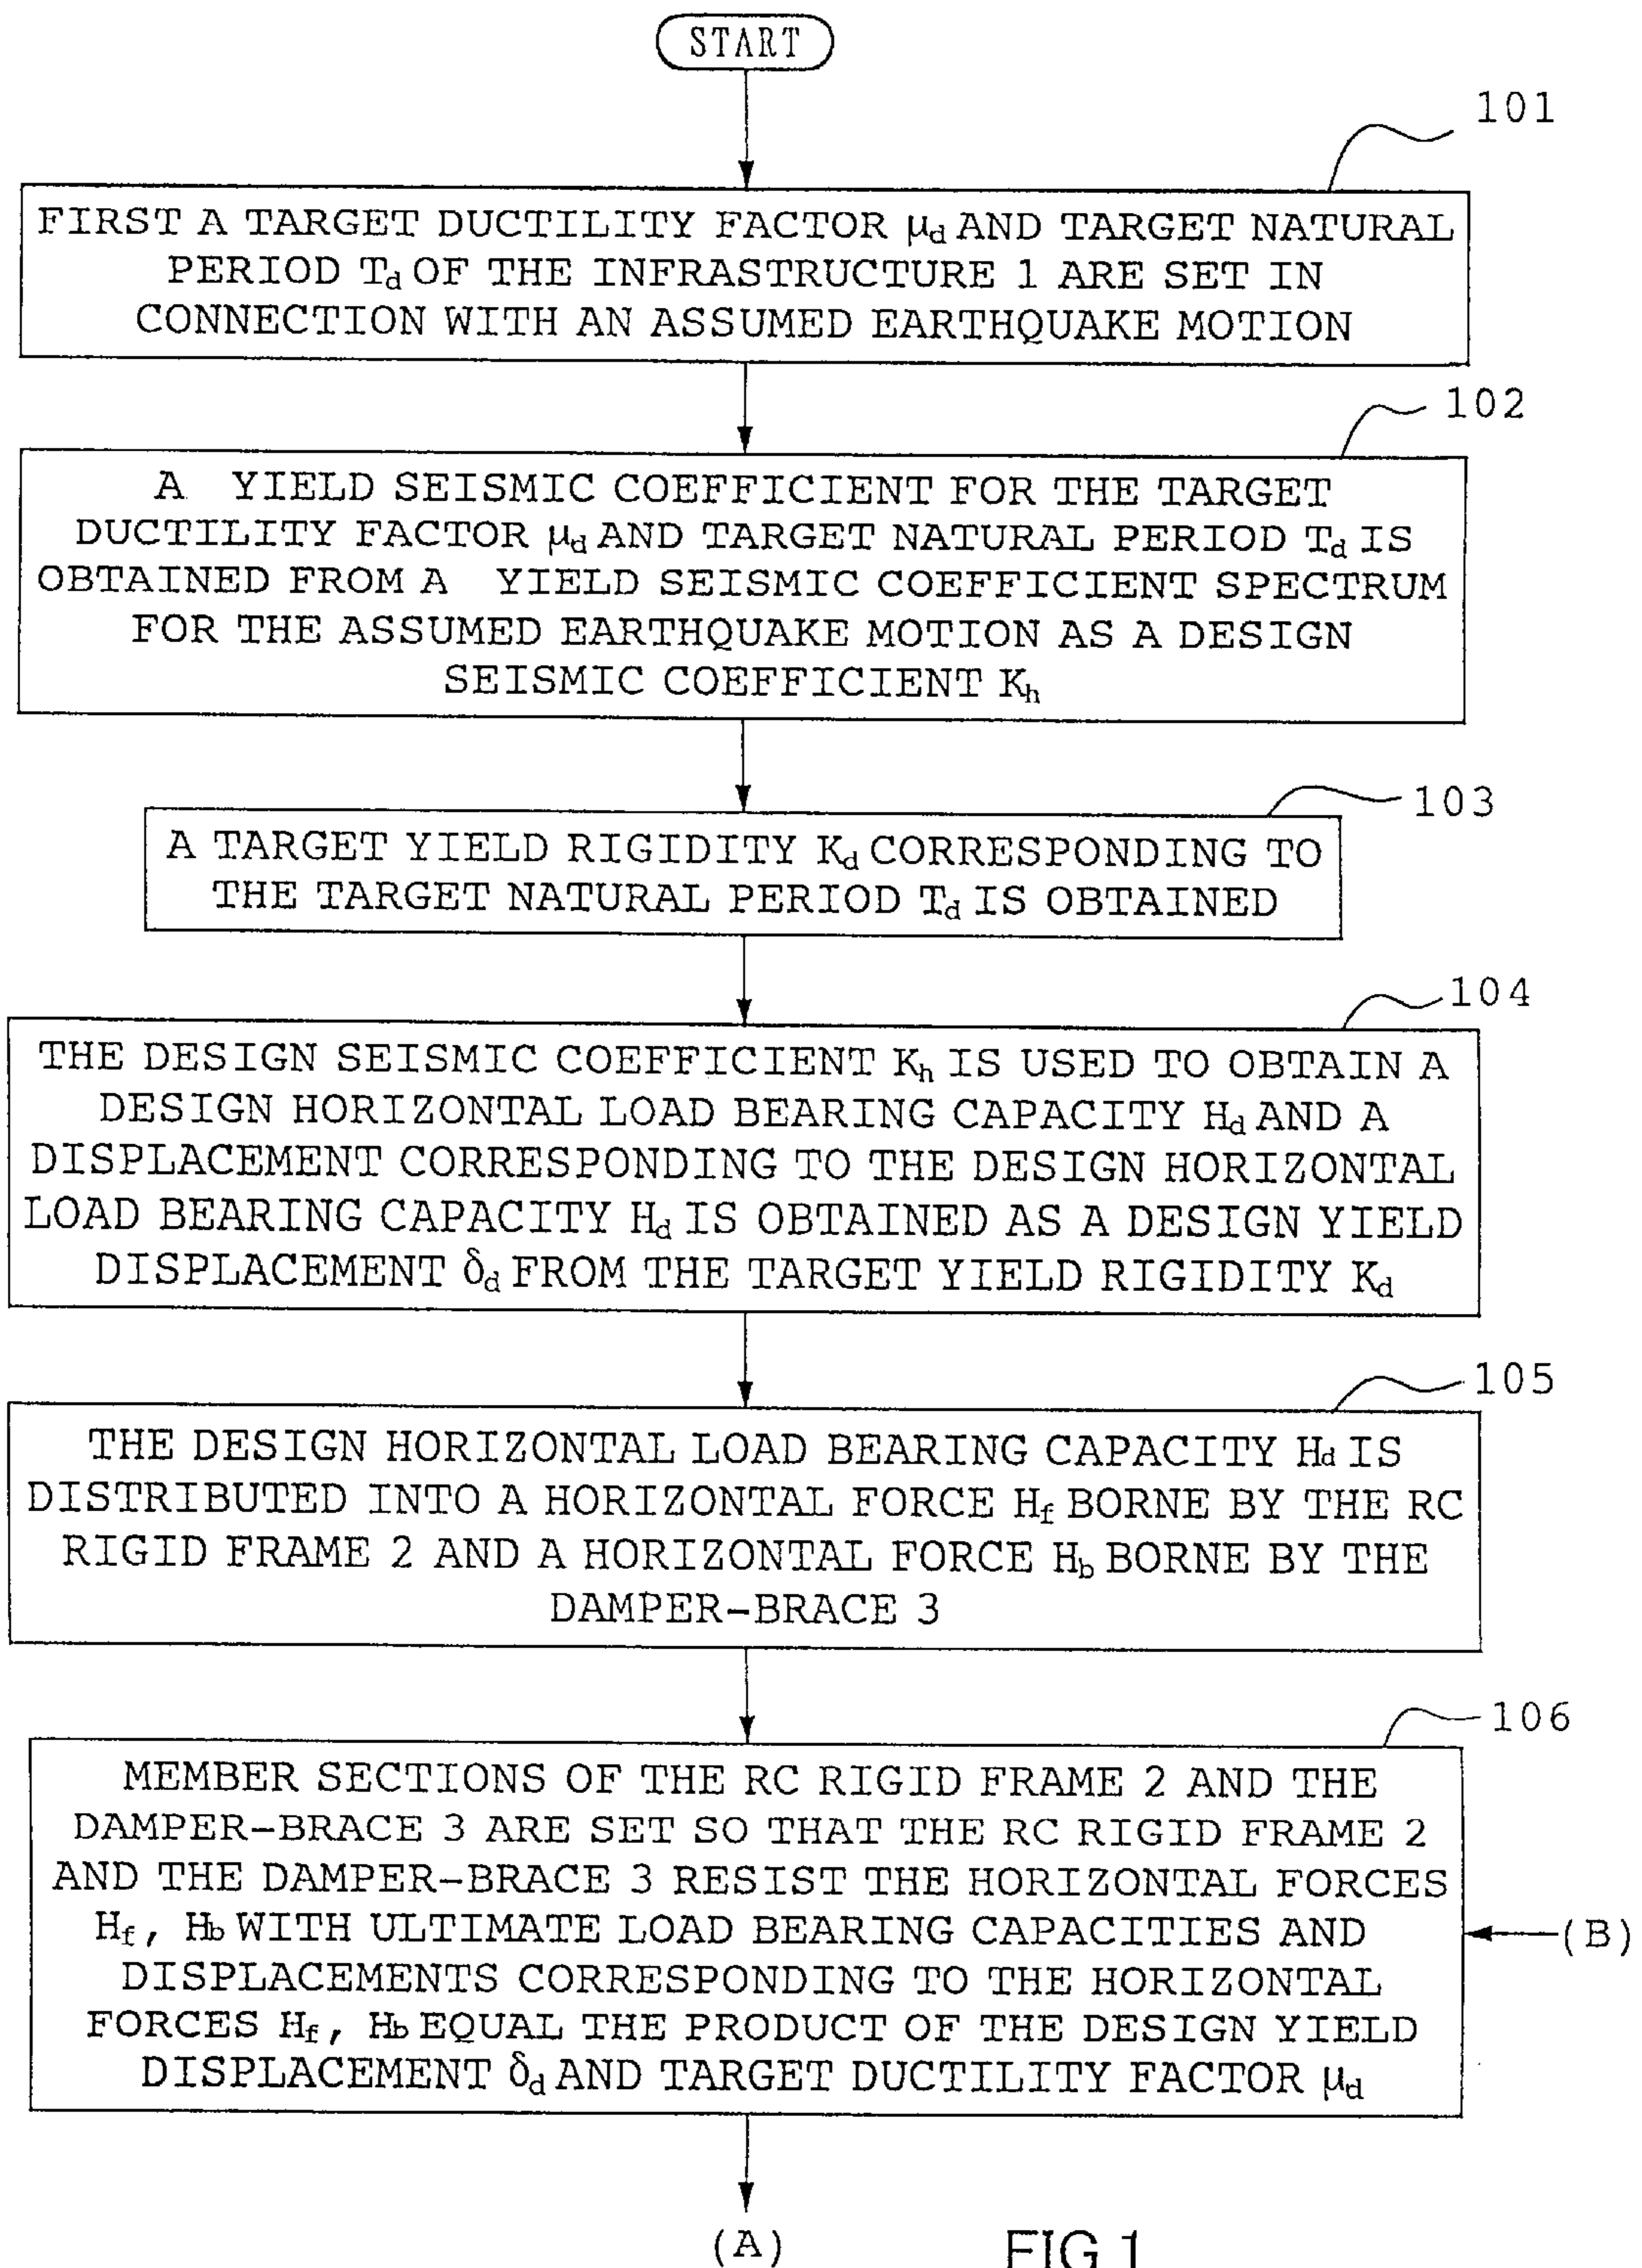 START
101
FIRST A TARGET DUCTILITY FACTOR μd AND TARGET NATURAL
PERIOD Td OF THE INFRASTRUCTURE 1 ARE SET IN
CONNECTION WITH AN ASSUMED EARTHQUAKE MOTION
102
A YIELD SEISMIC COEFFICIENT FOR THE TARGET
DUCTILITY FACTOR μd AND TARGET NATURAL PERIOD Td IS
OBTAINED FROM A YIELD SEISMIC COEFFICIENT SPECTRUM
FOR THE ASSUMED EARTHQUAKE MOTION AS A DESIGN
SEISMIC COEFFICIENT Kh
103
A TARGET YIELD RIGIDITY Kd CORRESPONDING TO
THE TARGET NATURAL PERIOD Td IS OBTAINED
104
THE DESIGN SEISMIC COEFFICIENT Kh IS USED TO OBTAIN A
DESIGN HORIZONTAL LOAD BEARING CAPACITY Hd AND A
DISPLACEMENT CORRESPONDING TO THE DESIGN HORIZONTAL
LOAD BEARING CAPACITY Hd IS OBTAINED AS A DESIGN YIELD
DISPLACEMENT δd FROM THE TARGET YIELD RIGIDITY Kd
105
THE DESIGN HORIZONTAL LOAD BEARING CAPACITY Hd IS
DISTRIBUTED INTO A HORIZONTAL FORCE Hf BORNE BY THE RC
RIGID FRAME 2 AND A HORIZONTAL FORCE Hb BORNE BY THE
DAMPER-BRACE 3
106
MEMBER SECTIONS OF THE RC RIGID FRAME 2 AND THE
DAMPER-BRACE 3 ARE SET SO THAT THE RC RIGID FRAME 2
AND THE DAMPER-BRACE 3 RESIST THE HORIZONTAL FORCES
Hf, Hb WITH ULTIMATE LOAD BEARING CAPACITIES AND
DISPLACEMENTS CORRESPONDING TO THE HORIZONTAL
FORCES Hf, Hb EQUAL THE PRODUCT OF THE DESIGN YIELD
DISPLACEMENT δd AND TARGET DUCTILITY FACTOR μd
(B)
(A)
FIG.1